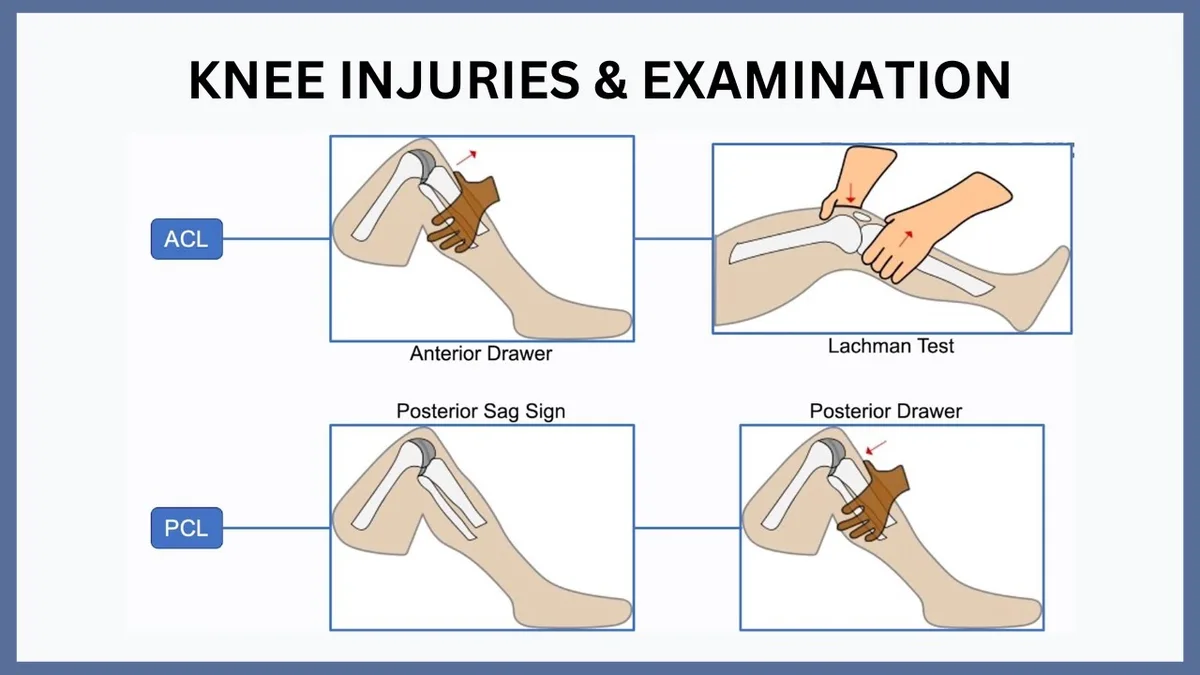 KNEE INJURIES & EXAMINATION
ACL
Anterior Drawer
Lachman Test
Posterior Sag Sign
Posterior Drawer
PCL